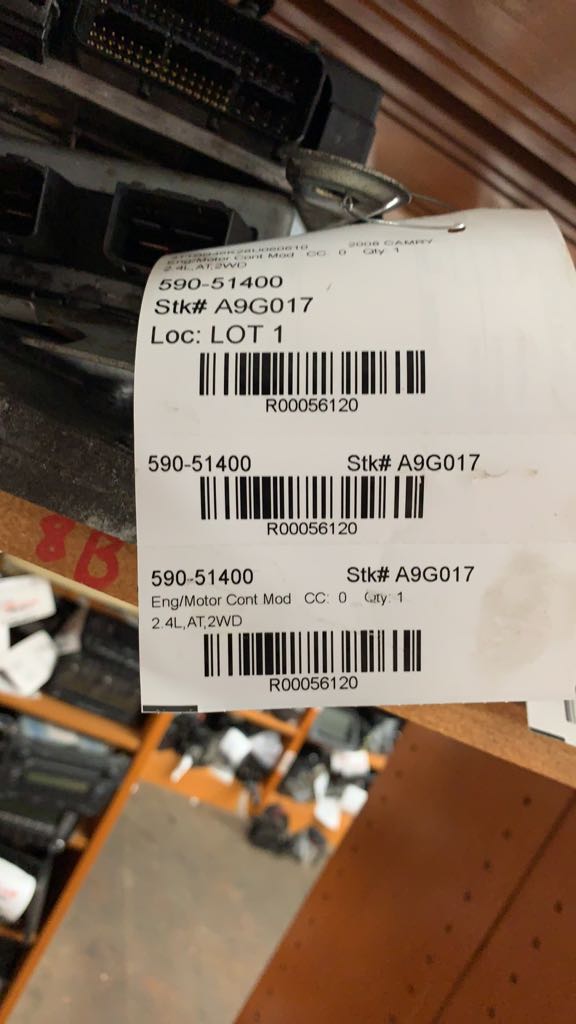 2008 CAMRY
Eng/Motor Cont Mod CC: 0 Qty 1
2.4L,AT,2WD
590-51400
Stk# A9G017
Loc: LOT 1
R00056120
590-51400 Stk# A9G017
R00056120
8B
590-51400 Stk# A9G017
Eng/Motor Cont Mod CC: 0 Qty: 1
2.4L,AT,2WD
R00056120